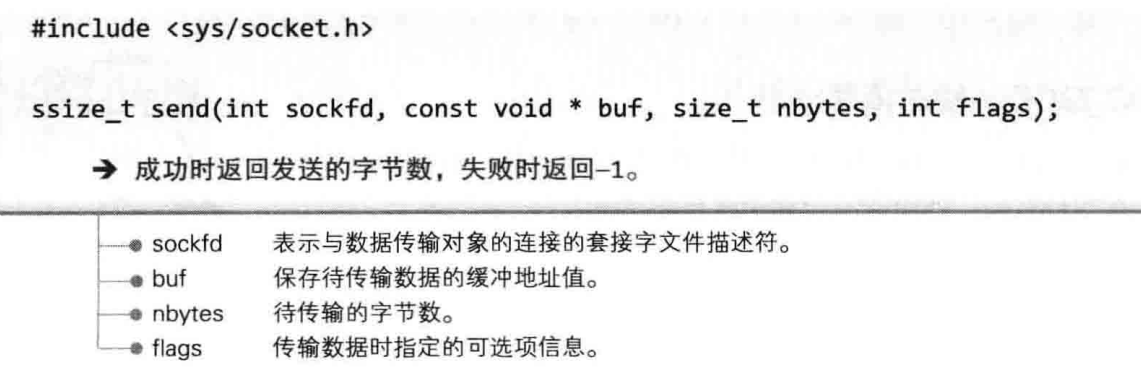 #include <sys/socket.h>
ssize_t send(int sockfd, const void * buf, size_t nbytes, int flags);
➔ 成功时返回发送的字节数，失败时返回–1。
sockfd 表示与数据传输对象的连接的套接字文件描述符。
buf 保存待传输数据的缓冲地址值。
nbytes 待传输的字节数。
flags 传输数据时指定的可选项信息。